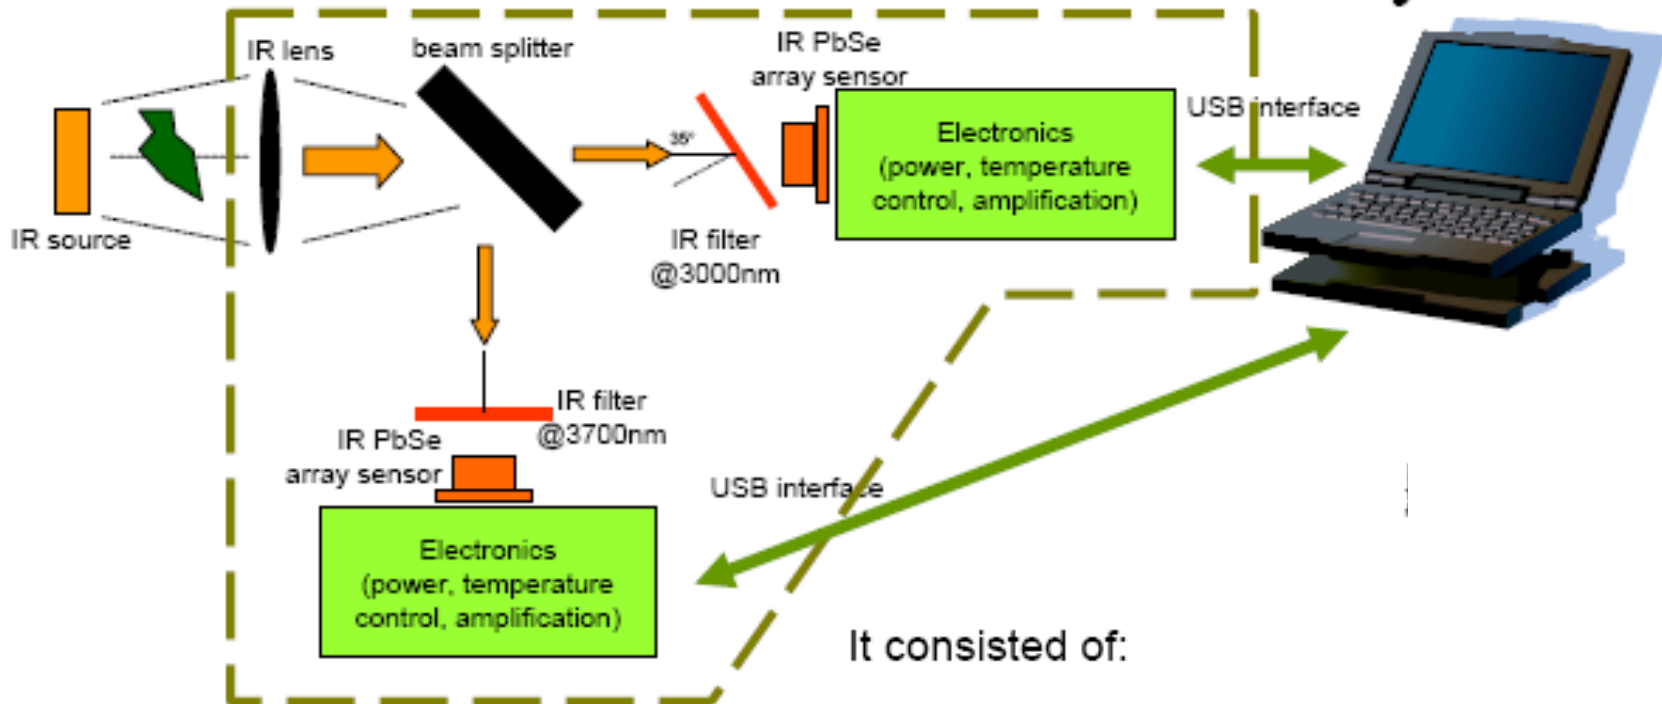 IR lens
beam splitter
IR PbSe
array sensor
USB interface
Electronics
(power, temperature
control, amplification)
35°
IR source
IR filter
@3000nm
IR filter
@3700nm
IR PbSe
array sensor
USB interface
Electronics
(power, temperature
control, amplification)
It consisted of: